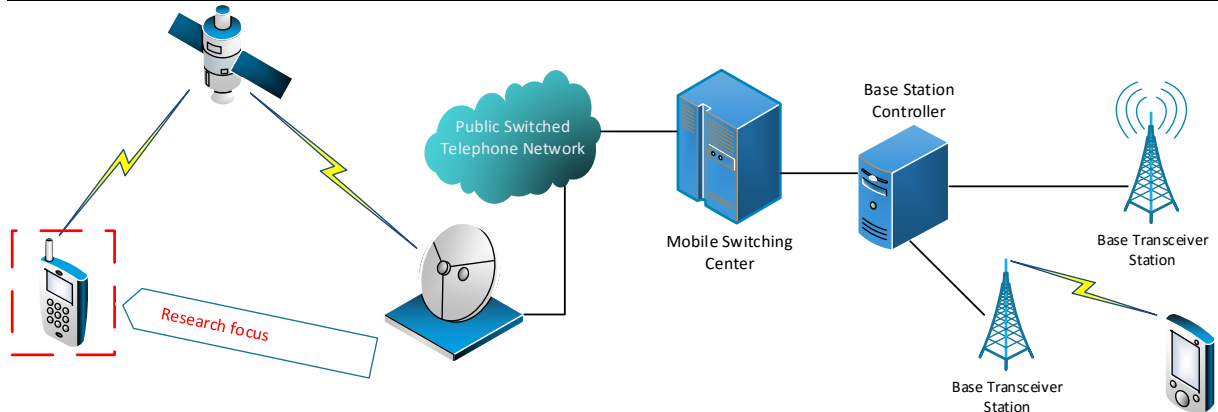 Public Switched
Telephone Network
Base Station
Controller
Mobile Switching
Center
Base Transceiver
Station
Research focus
Base Transceiver
Station